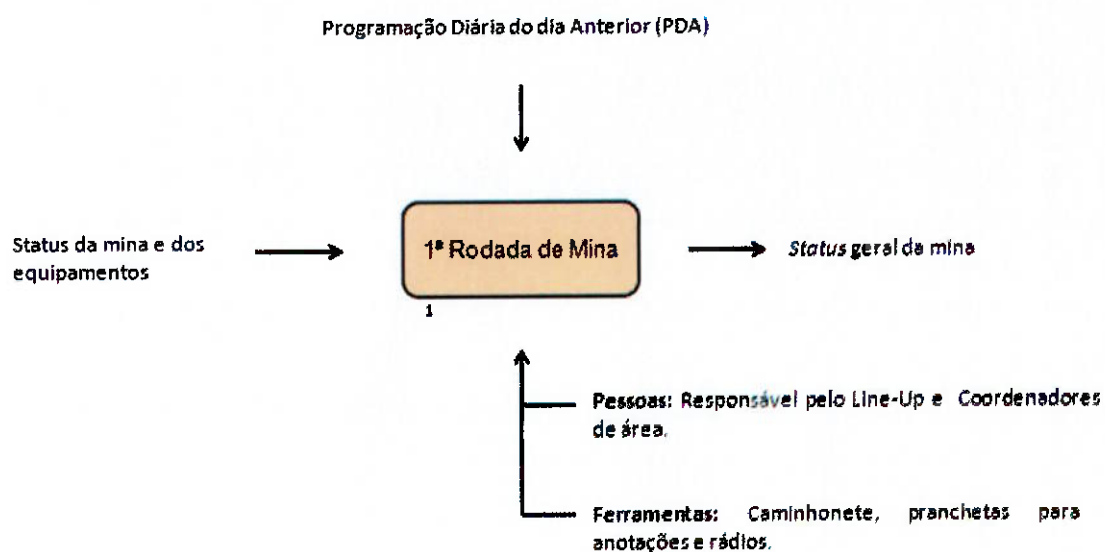 Programação Diária do dia Anterior (PDA)
Status da mina e dos
equipamentos
1ª Rodada de Mina
1
Status geral da mina
Pessoas: Responsável pelo Line-Up e Coordenadores
de área.
Ferramentas: Caminhonete, pranchetas para
anotações e rádios.